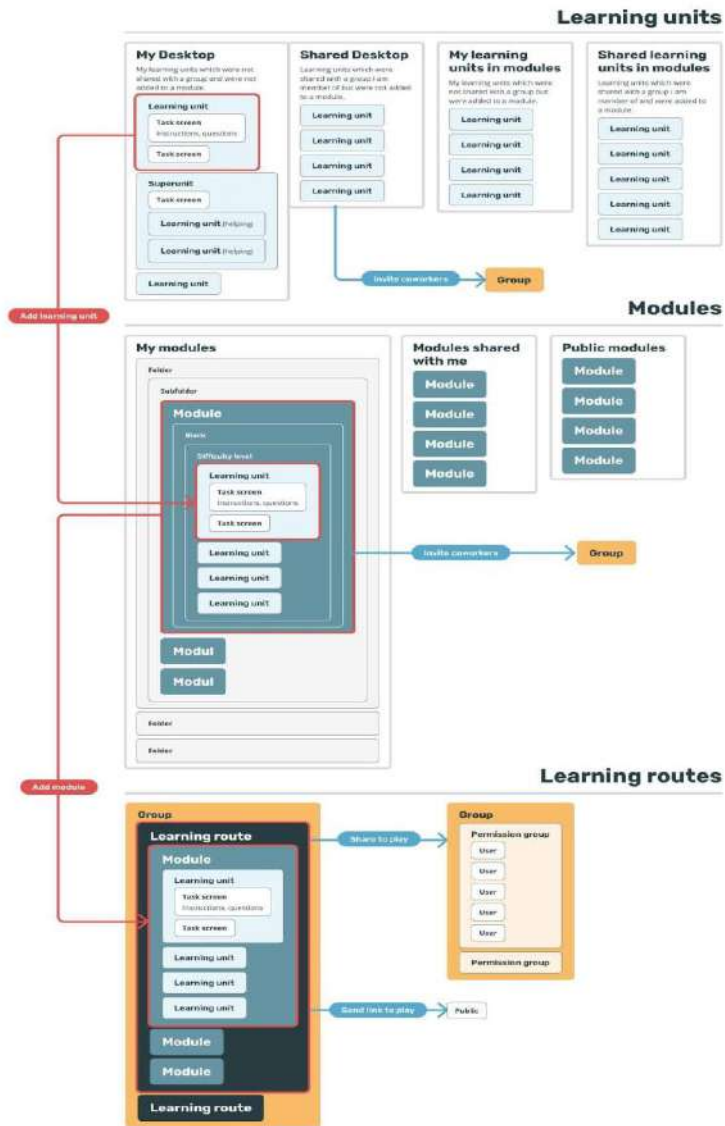 Learning units
My Desktop
My learning units which were not
shared with a group and were not
added to a module.
Learning unit
Task screen
Instructions, questions
Task screen
Superunit
Task screen
Learning unit (helping)
Learning unit (helping)
Learning unit
Shared Desktop
Learning units which were
shared with a group i am
member of but were not added
to a module.
Learning unit
Learning unit
Learning unit
Learning unit
My learning
units in modules
My learning units which were
not shared with a group but
were added to a module.
Learning unit
Learning unit
Learning unit
Learning unit
Shared learning
units in modules
Learning units which were
shared with a group i am
member of and were added to
a module.
Learning unit
Learning unit
Learning unit
Learning unit
Learning unit
Invite coworkers
Group
Add learning unit
Modules
My modules
Folder
Subfolder
Module
Difficulty level
Learning unit
Task screen
Instructions, questions
Task screen
Learning unit
Learning unit
Learning unit
Modul
Modul
Folder
Folder
Modules shared
with me
Module
Module
Module
Module
Public modules
Module
Module
Module
Module
Invite coworkers
Group
Add module
Learning routes
Group
Learning route
Module
Learning unit
Task screen
Instructions, questions
Task screen
Learning unit
Learning unit
Learning unit
Module
Module
Learning route
Share to play
Group
Permission group
User
User
User
User
User
Permission group
Send link to play
Public